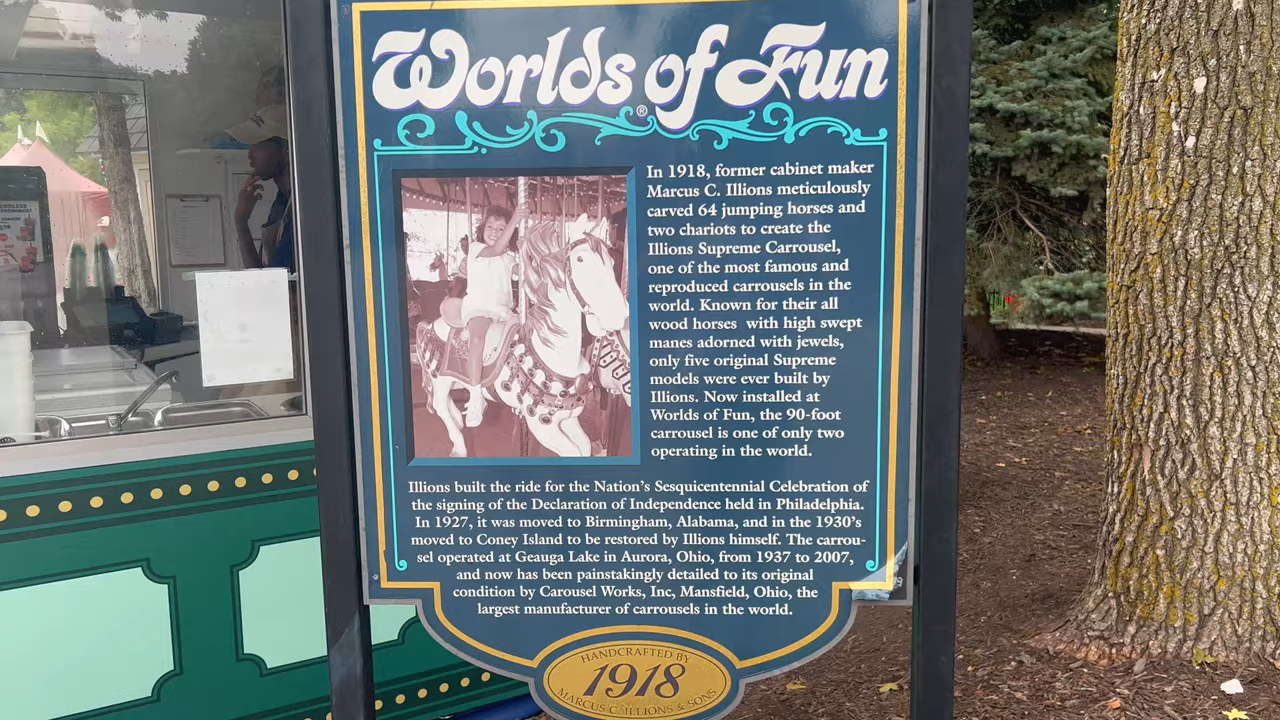 Worlds of Fun
®
In 1918, former cabinet maker
Marcus C. Illions meticulously
carved 64 jumping horses and
two chariots to create the
Illions Supreme Carrousel,
one of the most famous and
reproduced carrousels in the
world. Known for their all
wood horses with high swept
manes adorned with jewels,
only five original Supreme
models were ever built by
Illions. Now installed at
Worlds of Fun, the 90-foot
carrousel is one of only two
operating in the world.
Illions built the ride for the Nation's Sesquicentennial Celebration of
the signing of the Declaration of Independence held in Philadelphia.
In 1927, it was moved to Birmingham, Alabama, and in the 1930's
moved to Coney Island to be restored by Illions himself. The carrou-
sel operated at Geauga Lake in Aurora, Ohio, from 1937 to 2007,
and now has been painstakingly detailed to its original
condition by Carousel Works, Inc, Mansfield, Ohio, the
largest manufacturer of carrousels in the world.
HANDCRAFTED BY
1918
MARCUS C. ILLIONS & SONS